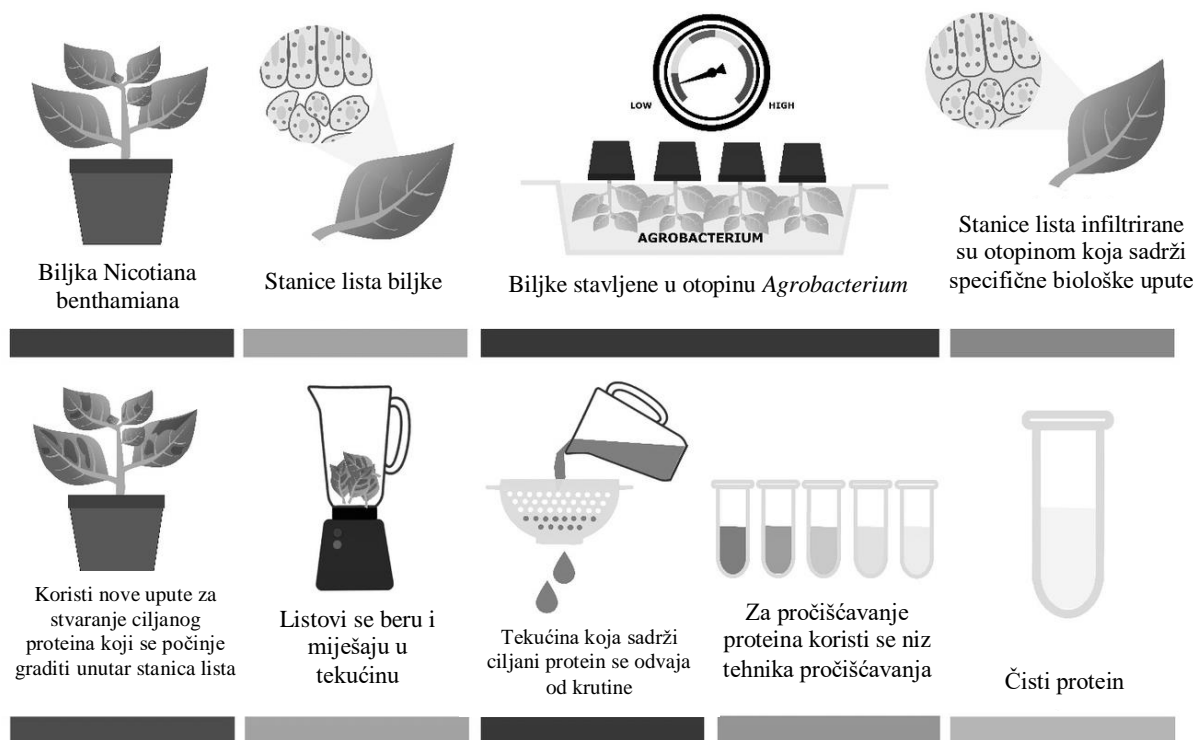 LOW
HIGH
AGROBACTERIUM
Biljka Nicotiana
benthamiana
Stanice lista biljke
Biljke stavljene u otopinu Agrobacterium
Stanice lista infiltrirane
su otopinom koja sadrži
specifične biološke upute
Koristi nove upute za
stvaranje ciljanog
proteina koji se počinje
graditi unutar stanica lista
Listovi se beru i
miješaju u
tekućinu
Tekućina koja sadrži
ciljani protein se odvaja
od krutine
Za pročišćavanje
proteina koristi se niz
tehnika pročišćavanja
Čisti protein